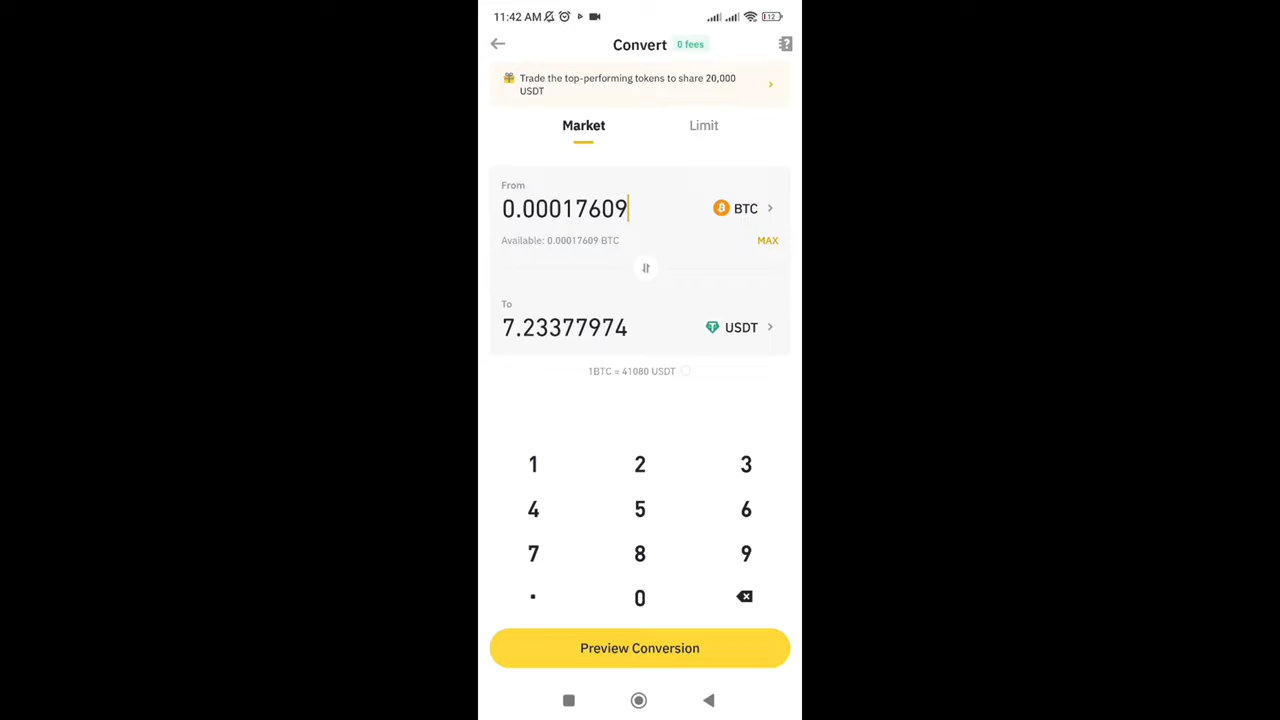 11:42 AM
12
Convert 0 fees
Trade the top-performing tokens to share 20,000
USDT
Market Limit
From
0.00017609 BTC
Available: 0.00017609 BTC MAX
To
7.23377974 USDT
1BTC = 41080 USDT
1 2 3
4 5 6
7 8 9
. 0
Preview Conversion